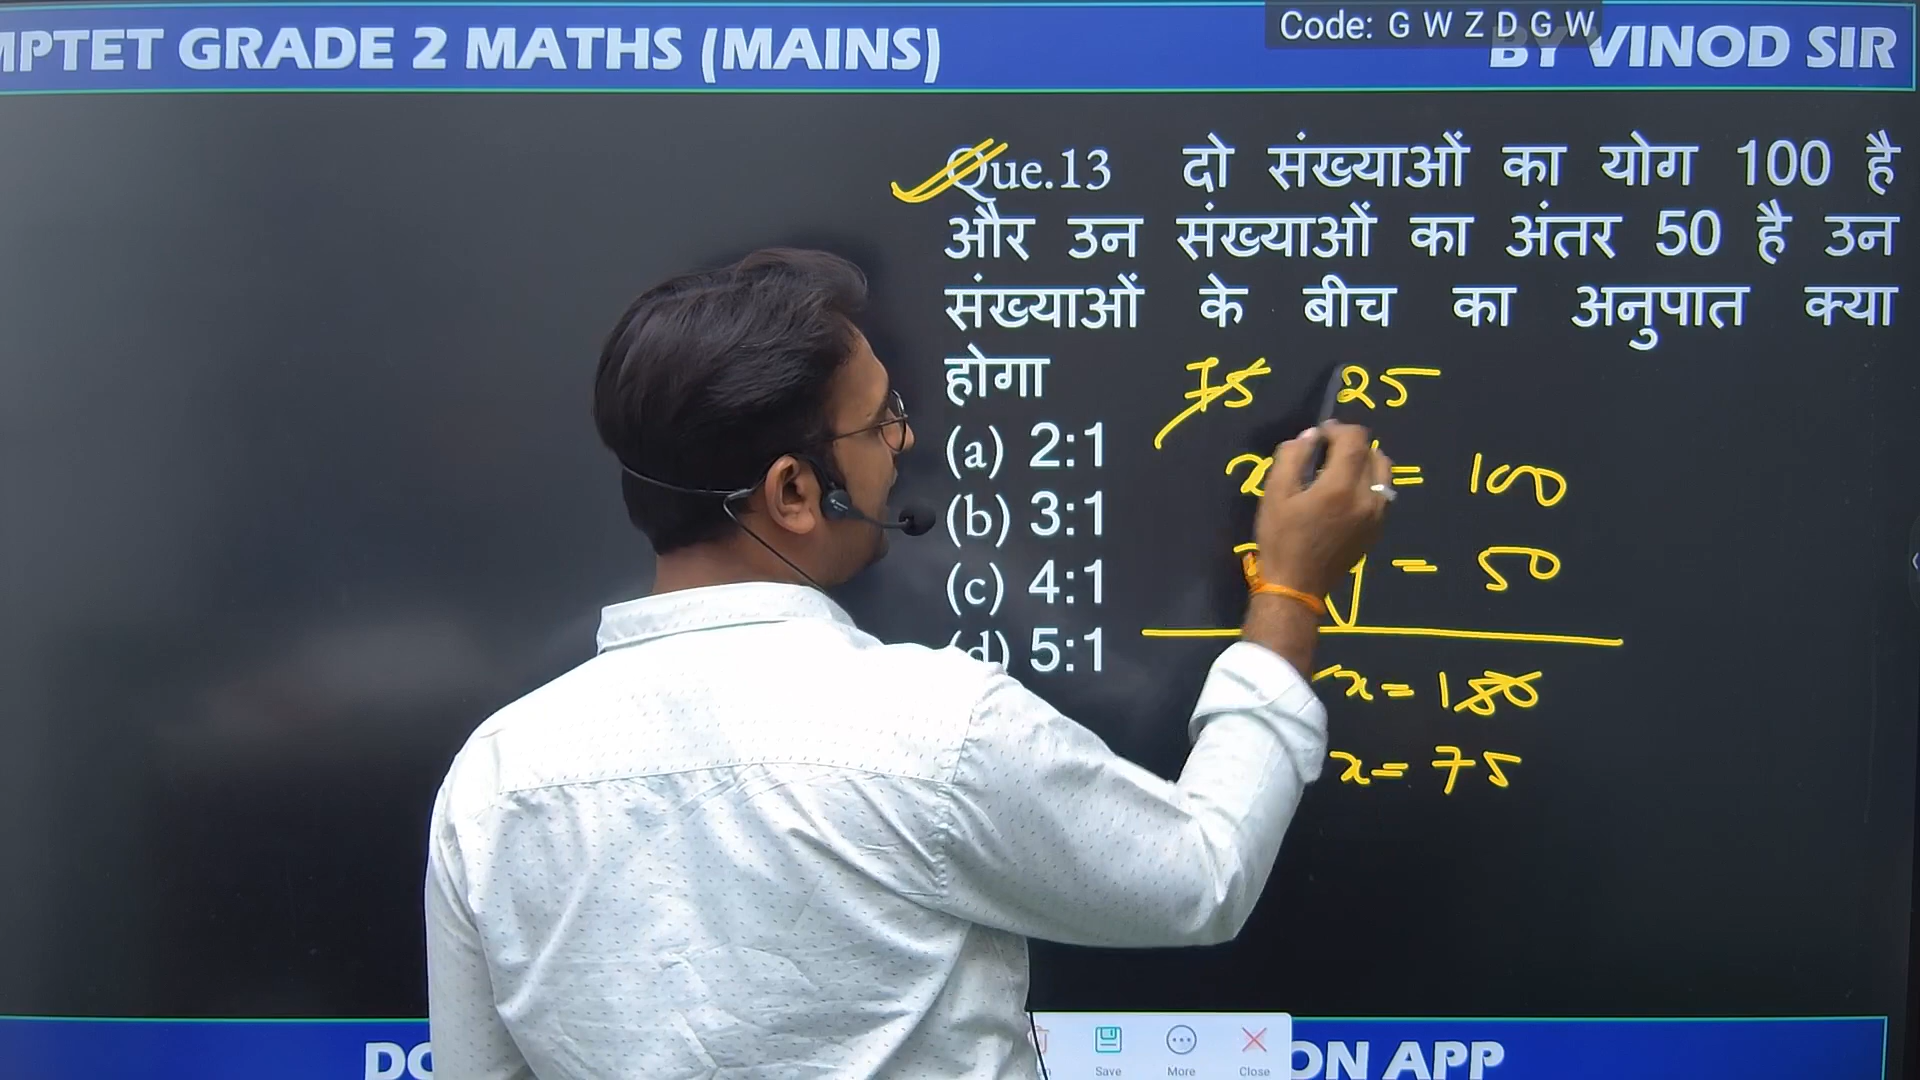 MPTET GRADE 2 MATHS (MAINS)
Code: G W Z D G W
BY VINOD SIR
Que.13 दो संख्याओं का योग 100 है
और उन संख्याओं का अंतर 50 है उन
संख्याओं के बीच का अनुपात क्या
होगा
75 25
(a) 2:1
x = 100
(b) 3:1
y = 50
(c) 4:1
(d) 5:1
x = 150
x = 75
Save More Close
ON APP